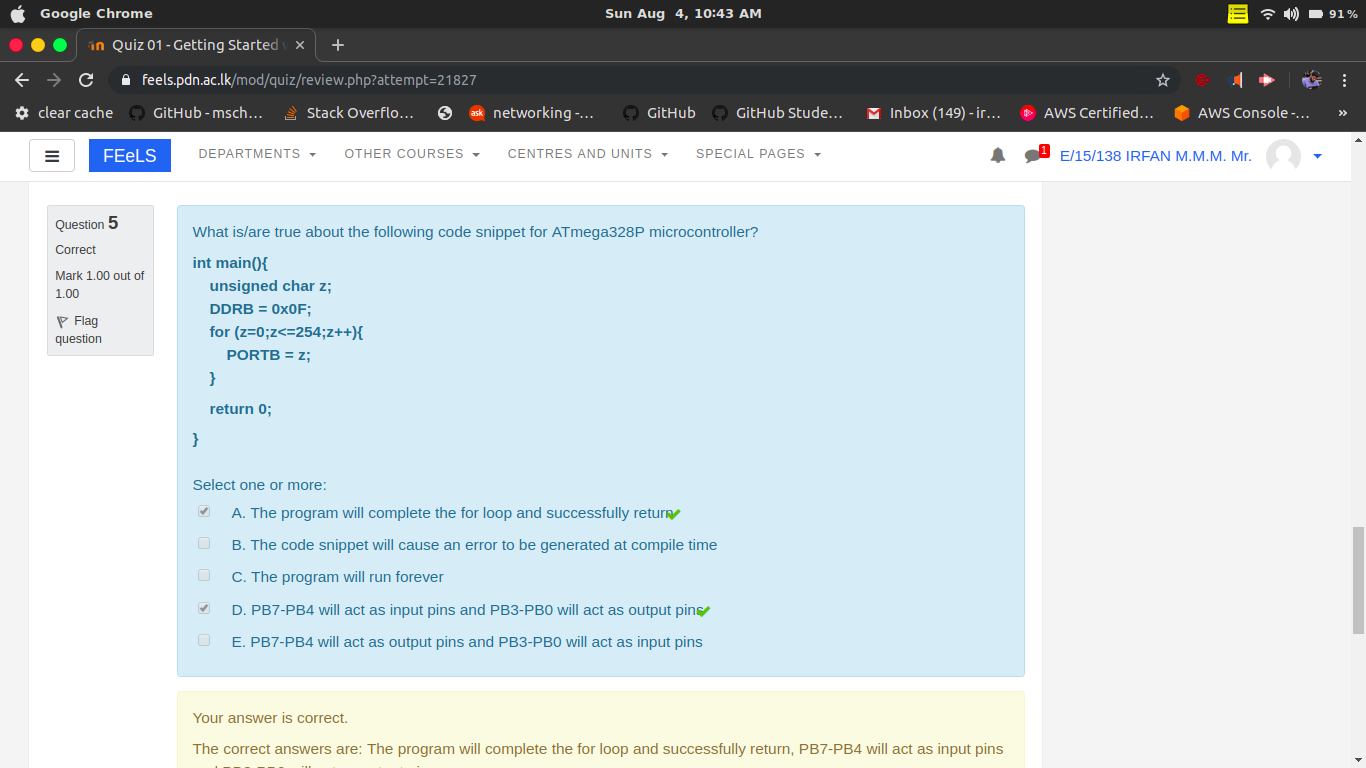 Google Chrome
Sun Aug 4, 10:43 AM
91 %
Quiz 01 - Getting Started
feels.pdn.ac.lk/mod/quiz/review.php?attempt=21827
clear cache
GitHub - msch...
Stack Overflo...
ask
networking -...
GitHub
GitHub Stude...
Inbox (149) - ir...
AWS Certified...
AWS Console -...
»
FEeLS
DEPARTMENTS
OTHER COURSES
CENTRES AND UNITS
SPECIAL PAGES
1
E/15/138 IRFAN M.M.M. Mr.
Question 5
Correct
Mark 1.00 out of
1.00
Flag
question
What is/are true about the following code snippet for ATmega328P microcontroller?
int main(){
unsigned char z;
DDRB = 0x0F;
for (z=0;z<=254;z++){
PORTB = z;
}
return 0;
}
Select one or more:
A. The program will complete the for loop and successfully return
B. The code snippet will cause an error to be generated at compile time
C. The program will run forever
D. PB7-PB4 will act as input pins and PB3-PB0 will act as output pins
E. PB7-PB4 will act as output pins and PB3-PB0 will act as input pins
Your answer is correct.
The correct answers are: The program will complete the for loop and successfully return, PB7-PB4 will act as input pins